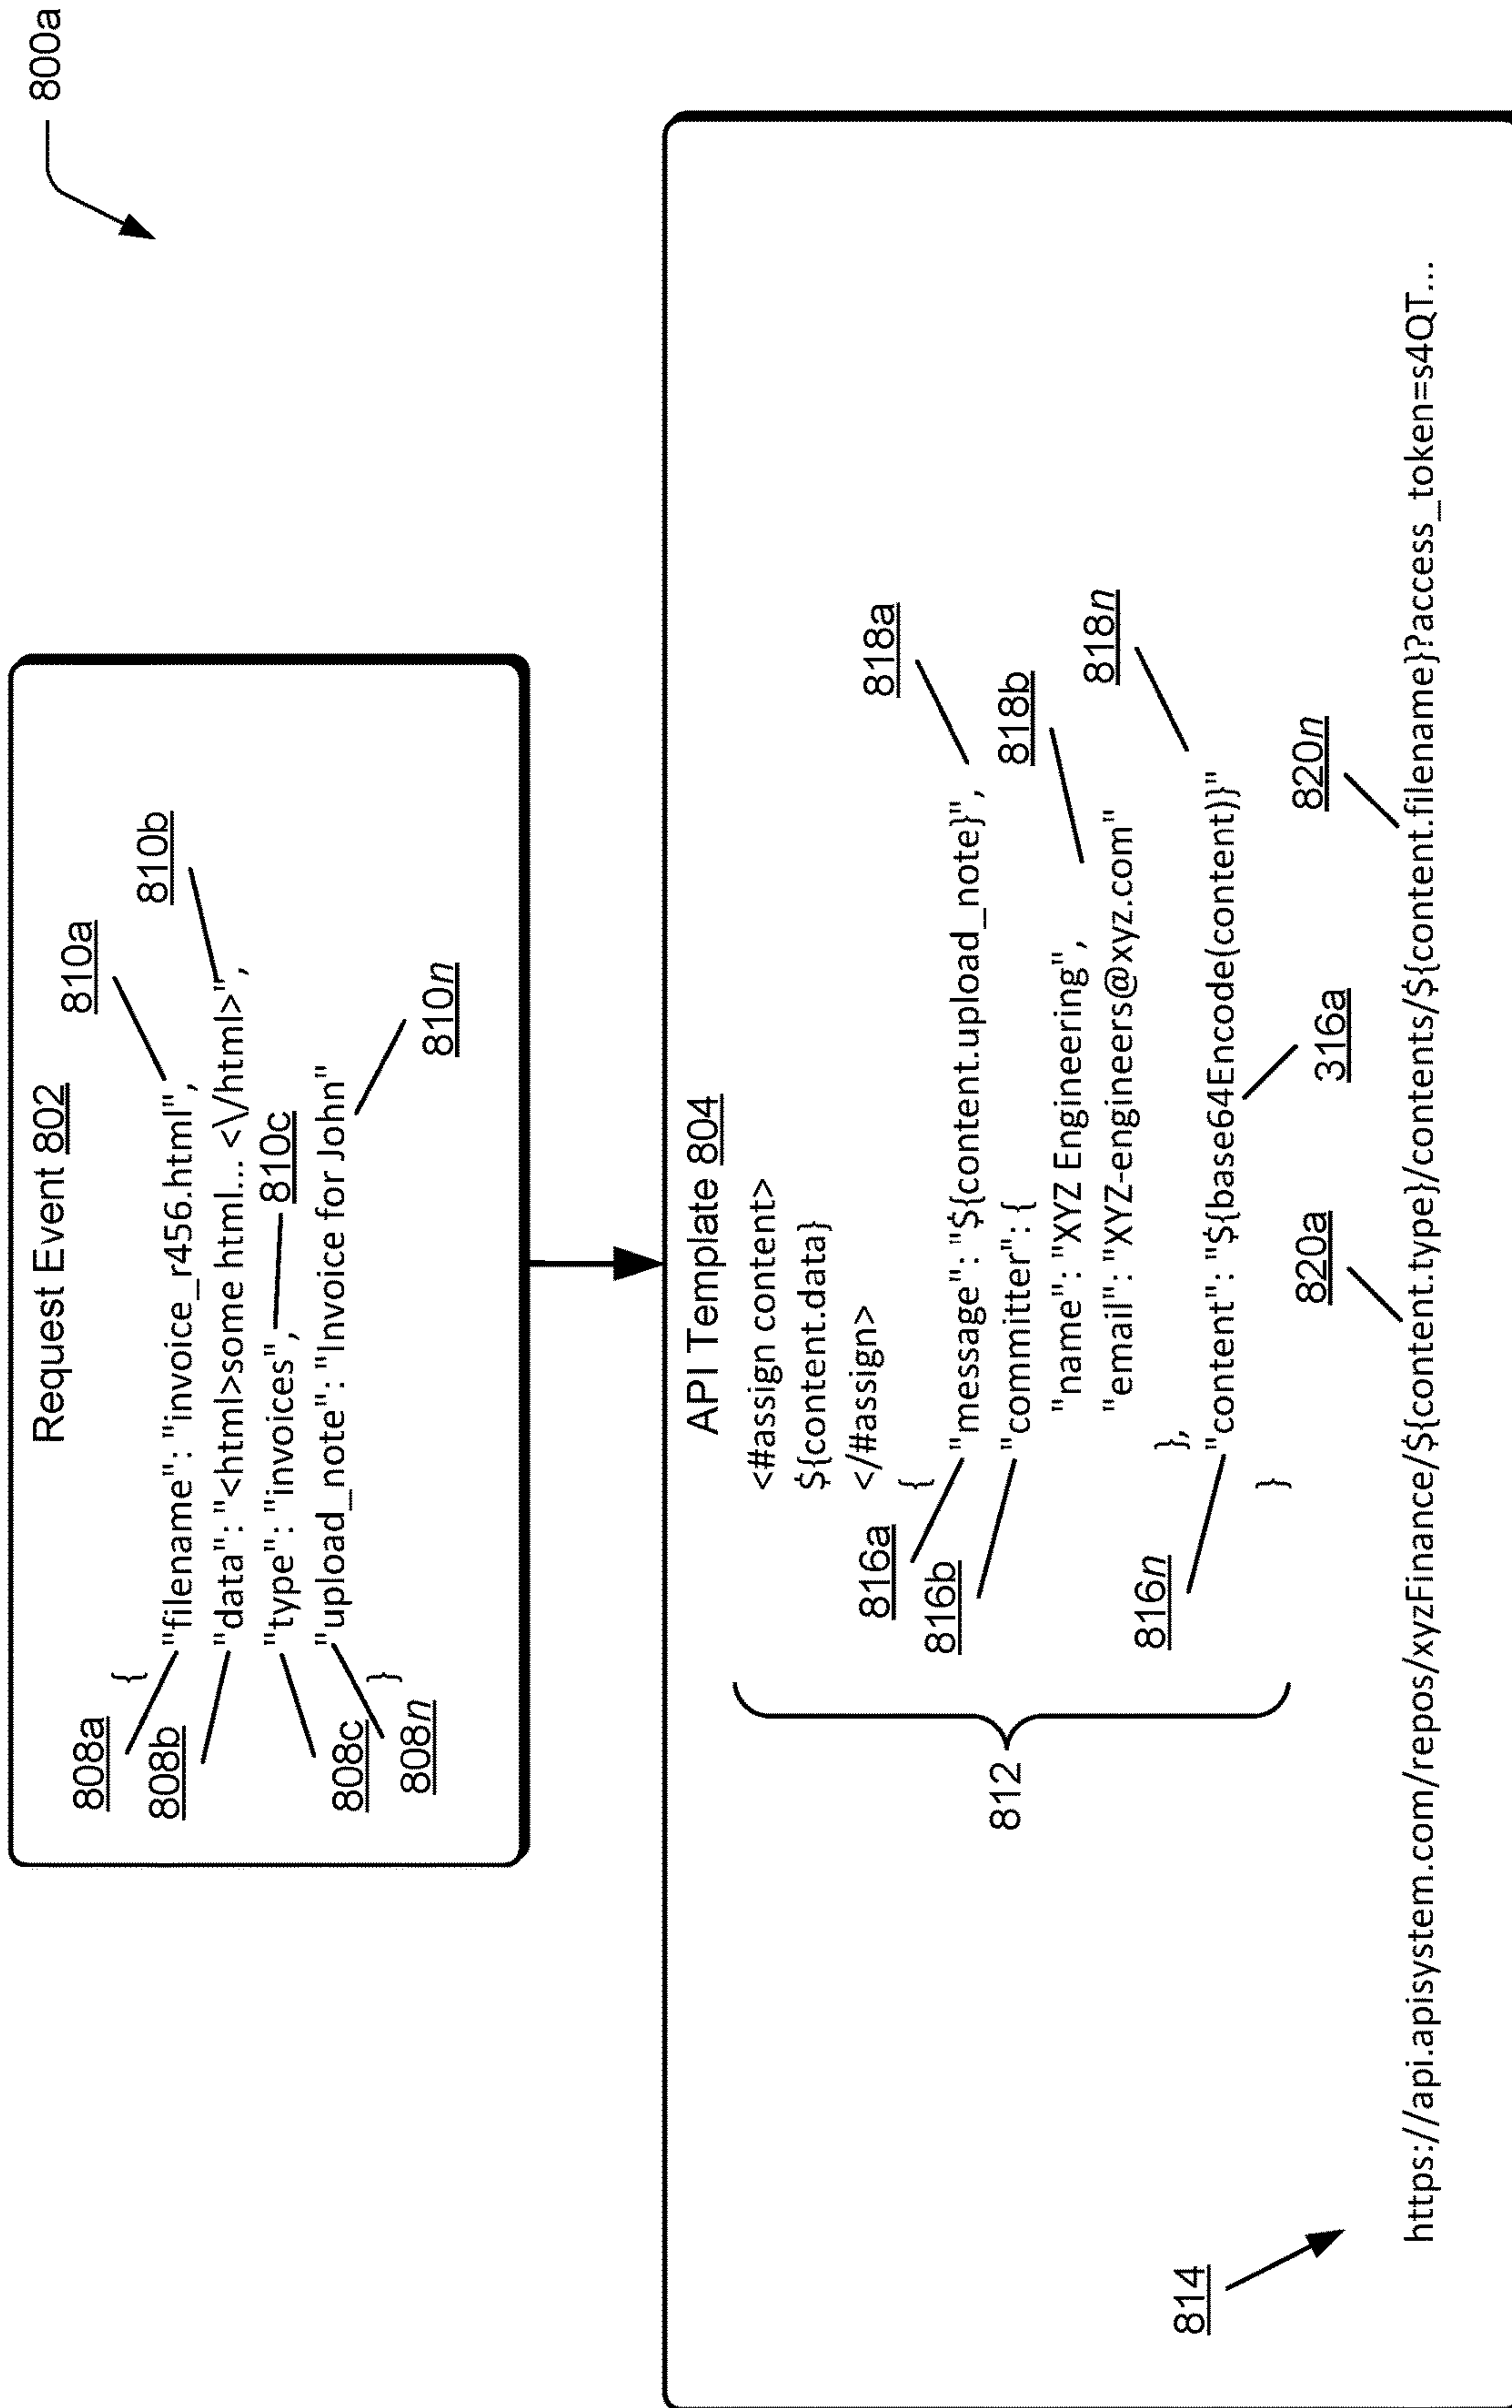 800a
Request Event 802
808a
808b
808c
808n
{
"filename": "invoice_r456.html",
"data": "<html>some html... <\/html>",
"type": "invoices",
"upload_note": "Invoice for John"
}
810a
810b
810c
810n
API Template 804
<#assign content>
${content.data}
</#assign>
{
"message": "${content.upload_note}",
"committer": {
"name": "XYZ Engineering",
"email": "XYZ-engineers@xyz.com"
},
"content": "${base64Encode(content)}"
}
812
816a
816b
816n
818a
818b
818n
316a
820a
820n
814
https://api.apisystem.com/repos/xyzFinance/${content.type}/contents/${content.filename}?access_token=s4QT...